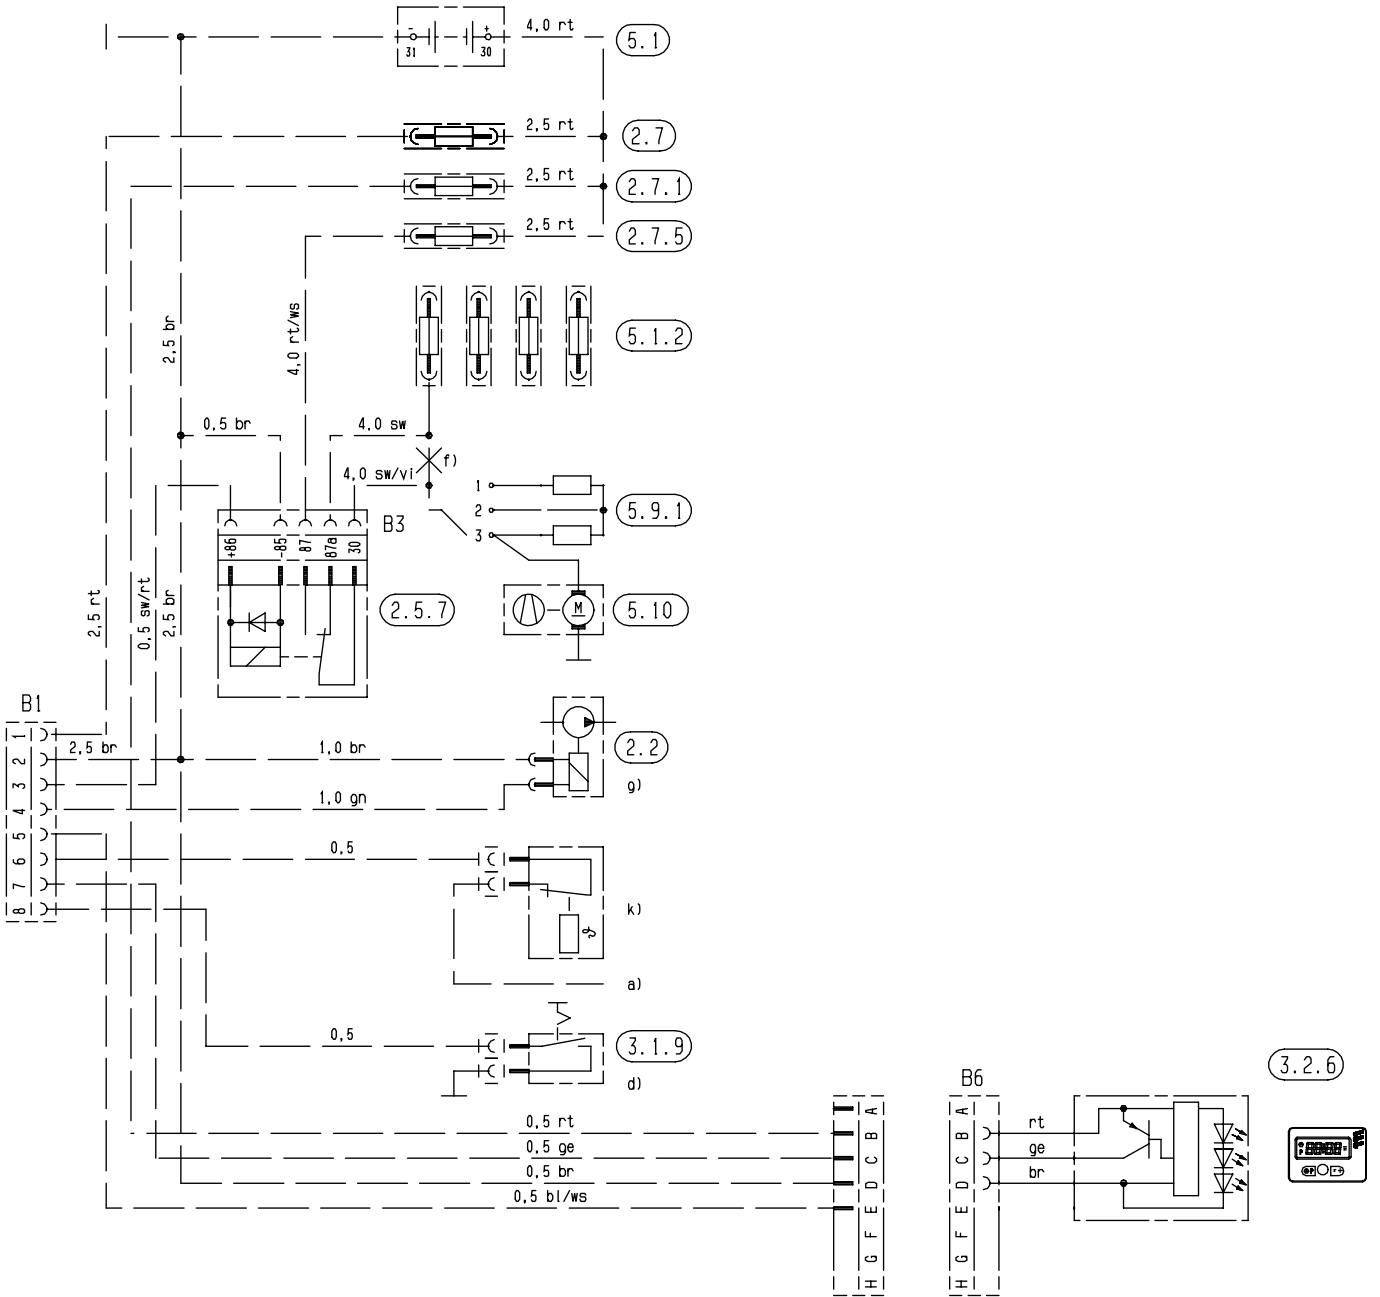 4,0 rt
5.1
- +
31 30
2,5 rt
2.7
2,5 rt
2.7.1
2,5 rt
2.7.5
2,5 br
4,0 rt/ws
5.1.2
0,5 br
4,0 sw
f)
4,0 sw/vi
1
2
3
5.9.1
B3
+86 -85 87 87a 30
2,5 rt
0,5 sw/rt
2,5 br
2.5.7
M
5.10
B1
1
2
3
4
5
6
7
8
2,5 br
1,0 br
2.2
g)
1,0 gn
0,5
k)
ϑ
a)
0,5
3.1.9
d)
3.2.6
B6
0,5 rt
0,5 ge
0,5 br
0,5 bl/ws
A
B
C
D
E
F
G
H
A
B
C
D
E
F
G
H
rt
ge
br